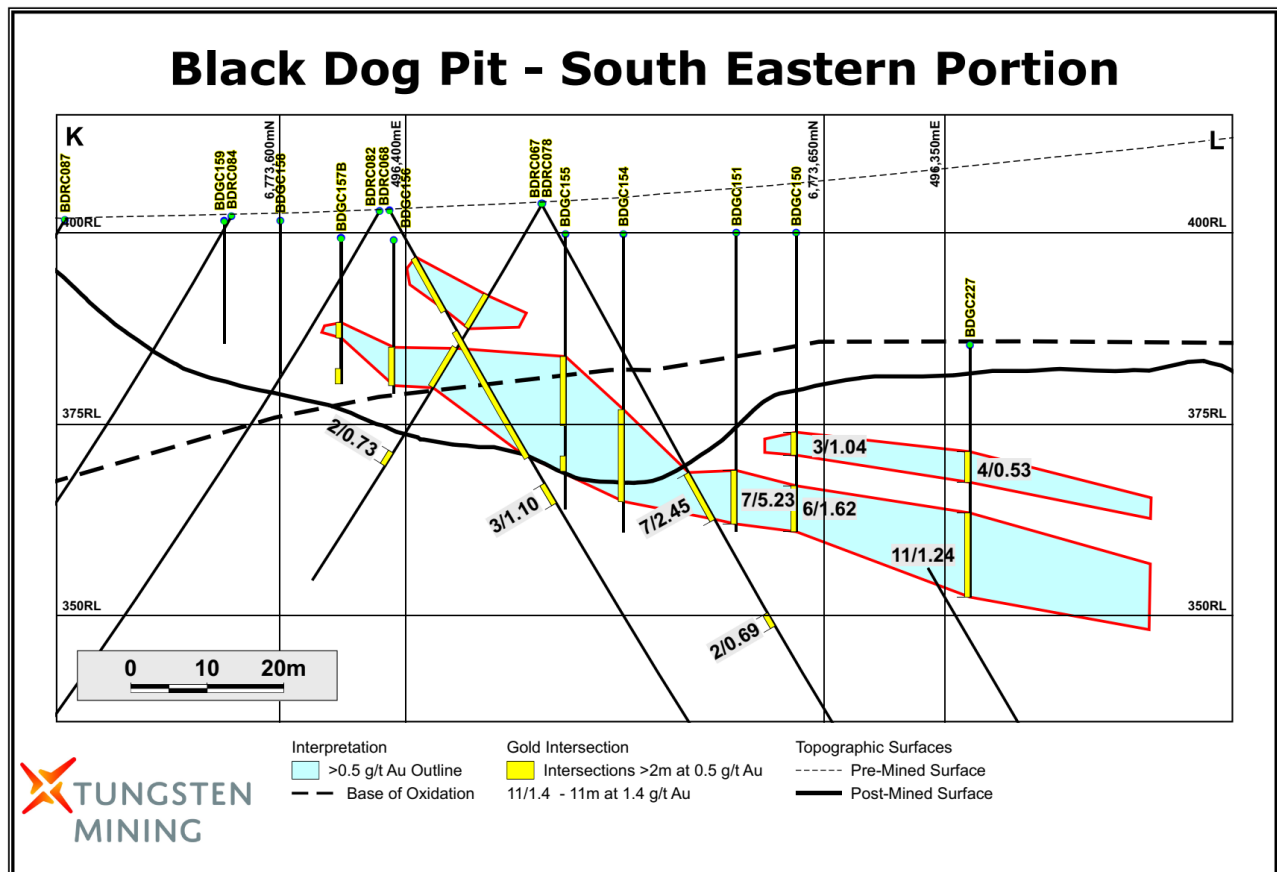 Black Dog Pit - South Eastern Portion
K
L
BDRC087
BDGC159
BDRC084
6,773,600mN
BDGC158
BDGC157B
BDRC082
BDRC068
496,400mE
BDGC156
BDRC067
BDRC078
BDGC155
BDGC154
BDGC151
BDGC150
6,773,650mN
496,350mE
BDGC227
400RL
400RL
375RL
375RL
350RL
350RL
2/0.73
3/1.10
7/2.45
7/5.23
3/1.04
6/1.62
4/0.53
11/1.24
2/0.69
0 10 20m
Interpretation
>0.5 g/t Au Outline
Base of Oxidation
Gold Intersection
Intersections >2m at 0.5 g/t Au
11/1.4 - 11m at 1.4 g/t Au
Topographic Surfaces
Pre-Mined Surface
Post-Mined Surface
TUNGSTEN
MINING